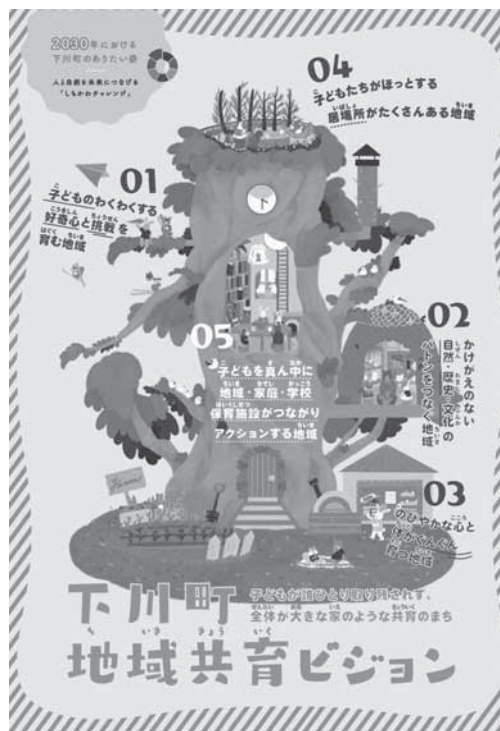 2030年における
下川町のありたい姿
人と自然を未来につなげる
「しもかわチャレンジ」
01
子どものわくわくする
好奇心と挑戦を
育む地域
04
子どもたちがほっとする
居場所がたくさんある地域
02
かけがえのない
自然・歴史・文化の
バトンをつなぐ地域
05
子どもを真ん中に
地域・家庭・学校
保育施設がつながり
アクションする地域
03
のびやかな心と
体がぐんぐん
育つ地域
下川町
子どもが誰ひとり取り残されず、
全体が大きな家のような共育のまち
地域共育ビジョン